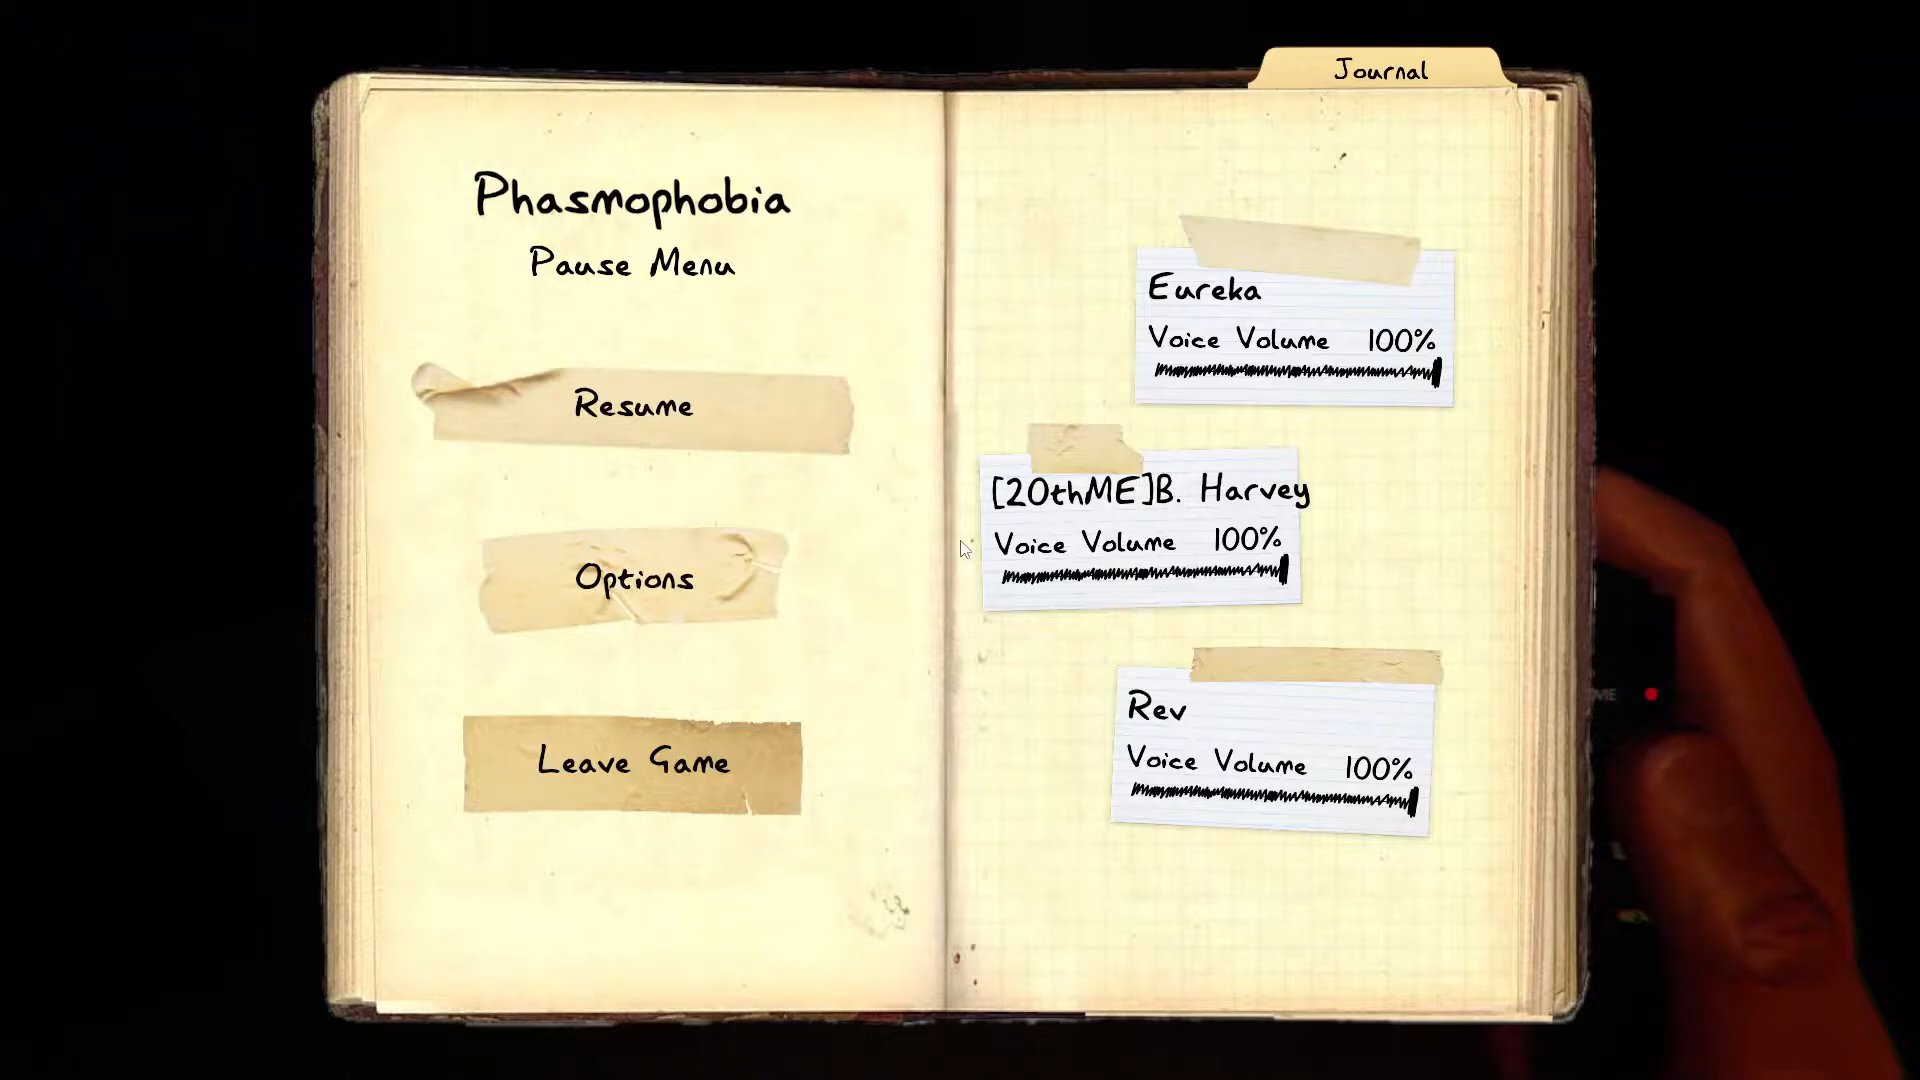 Journal
Phasmophobia
Pause Menu
Resume
Options
Leave Game
Eureka
Voice Volume 100%
[20thME]B. Harvey
Voice Volume 100%
Rev
Voice Volume 100%